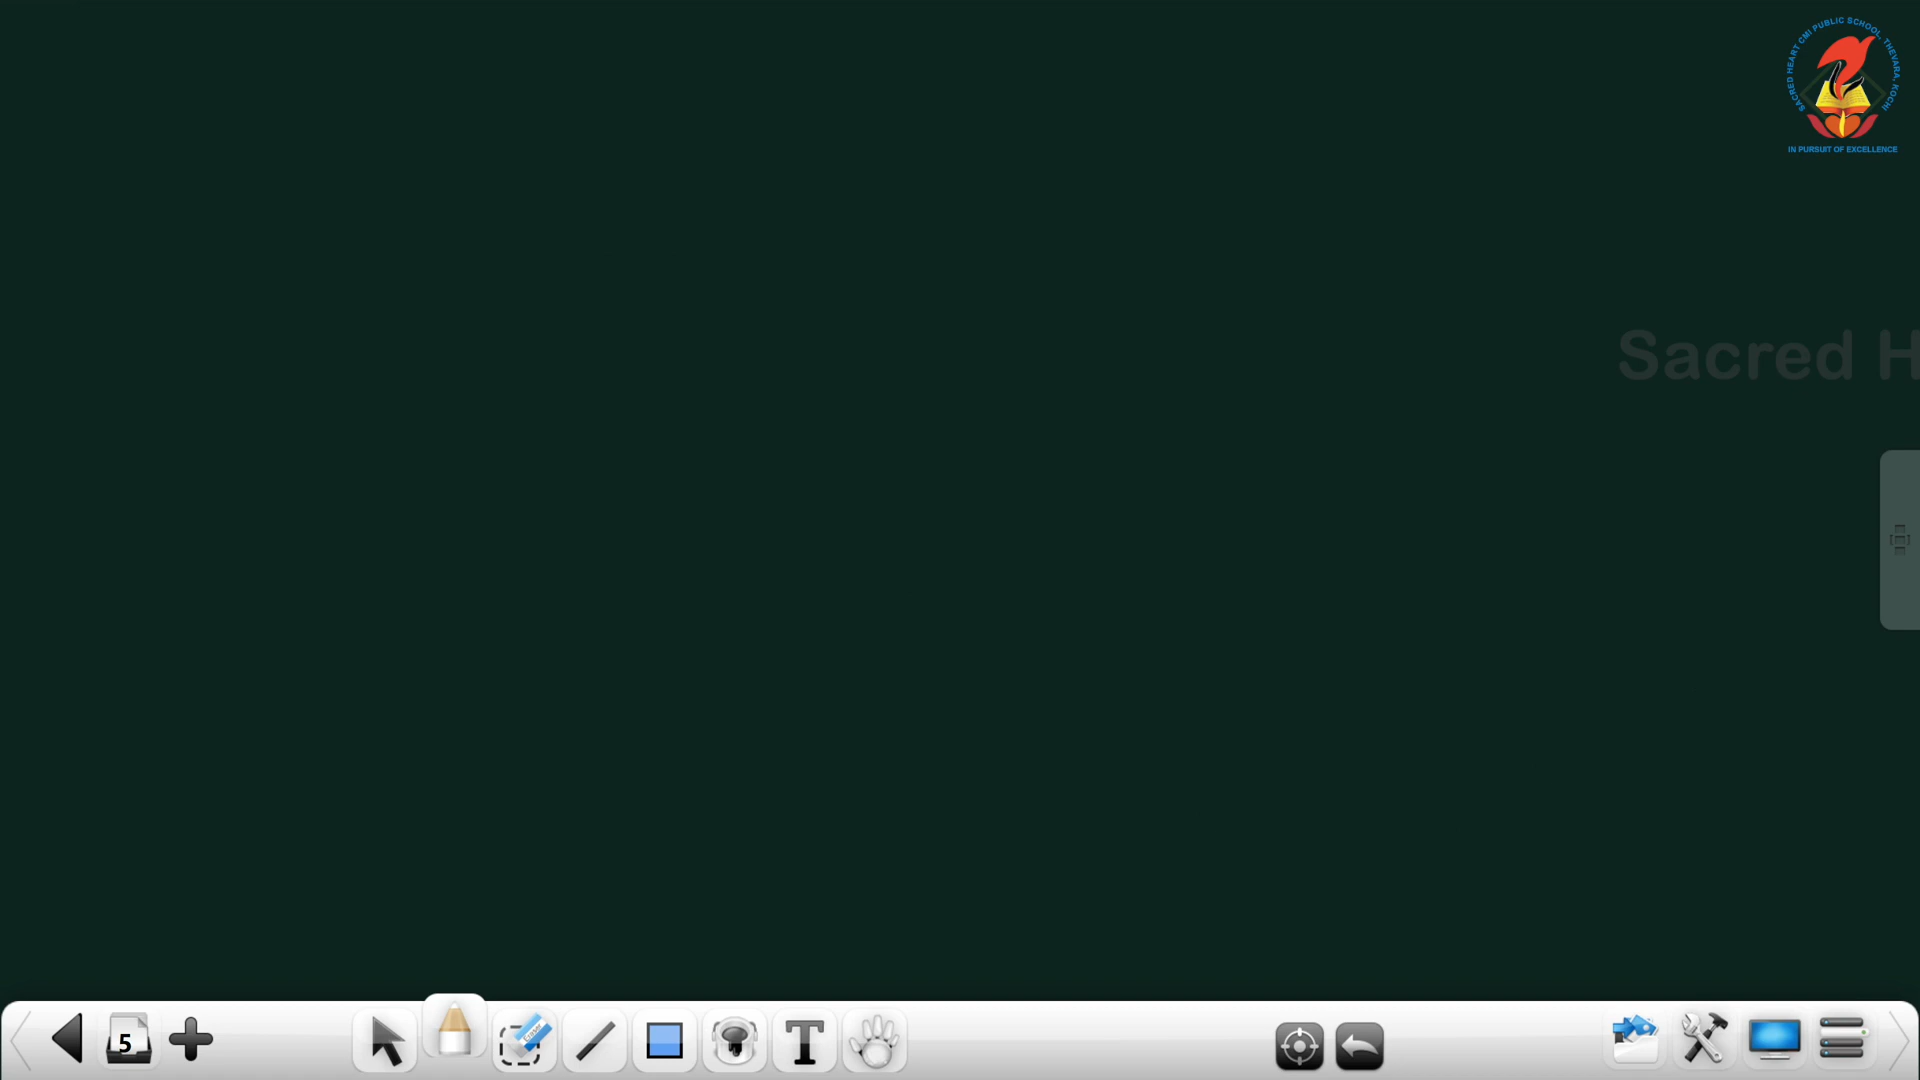 SACRED HEART CMI PUBLIC SCHOOL, THEVARA, KOCHI
IN PURSUIT OF EXCELLENCE
Sacred H
5
T